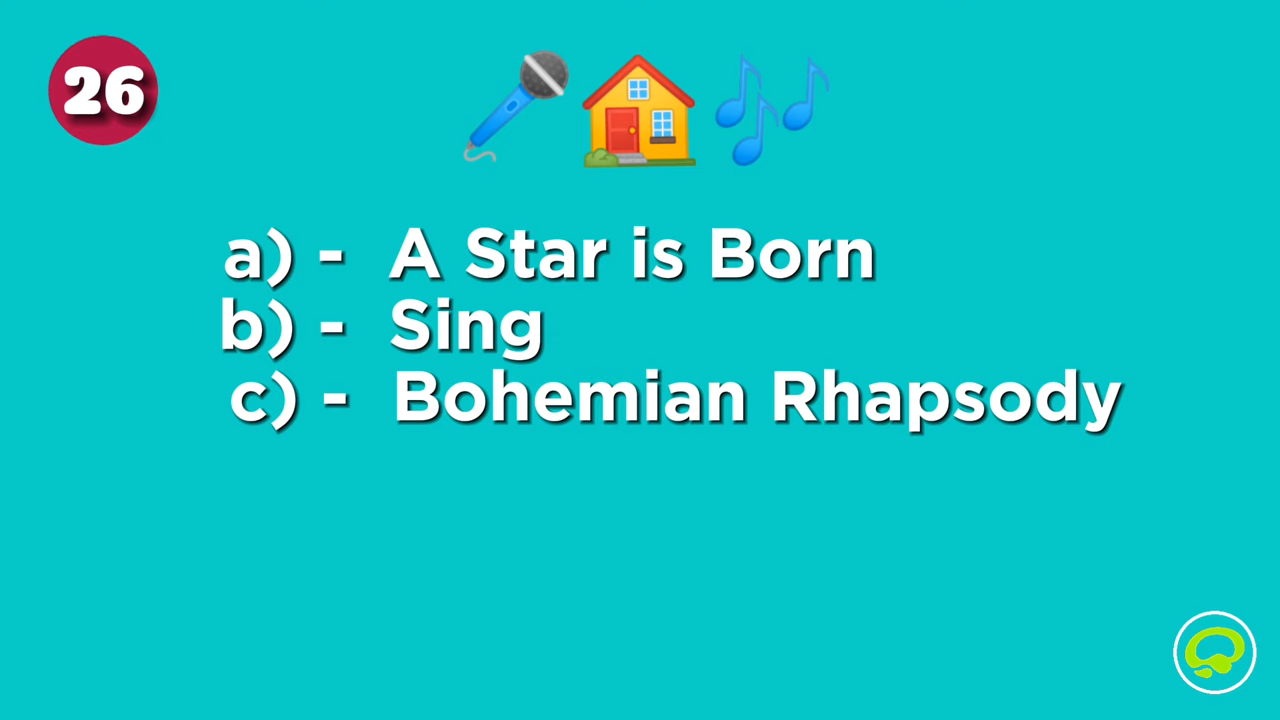 26
a) - A Star is Born
b) - Sing
c) - Bohemian Rhapsody